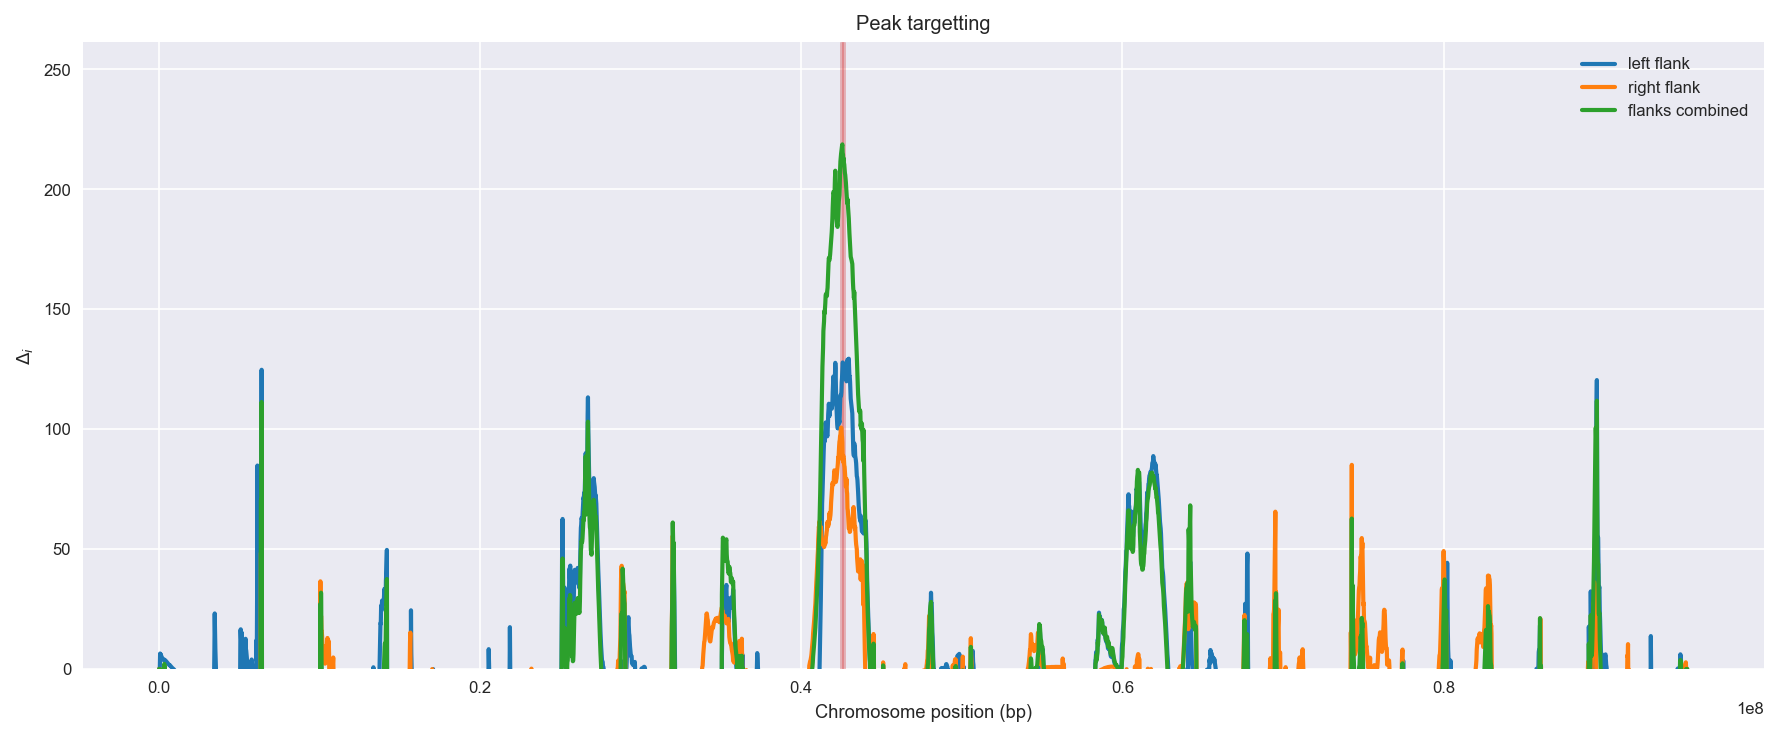 Peak targetting
left flank
right flank
flanks combined
250
200
150
100
50
0
Δi
0.0 0.2 0.4 0.6 0.8
1e8
Chromosome position (bp)